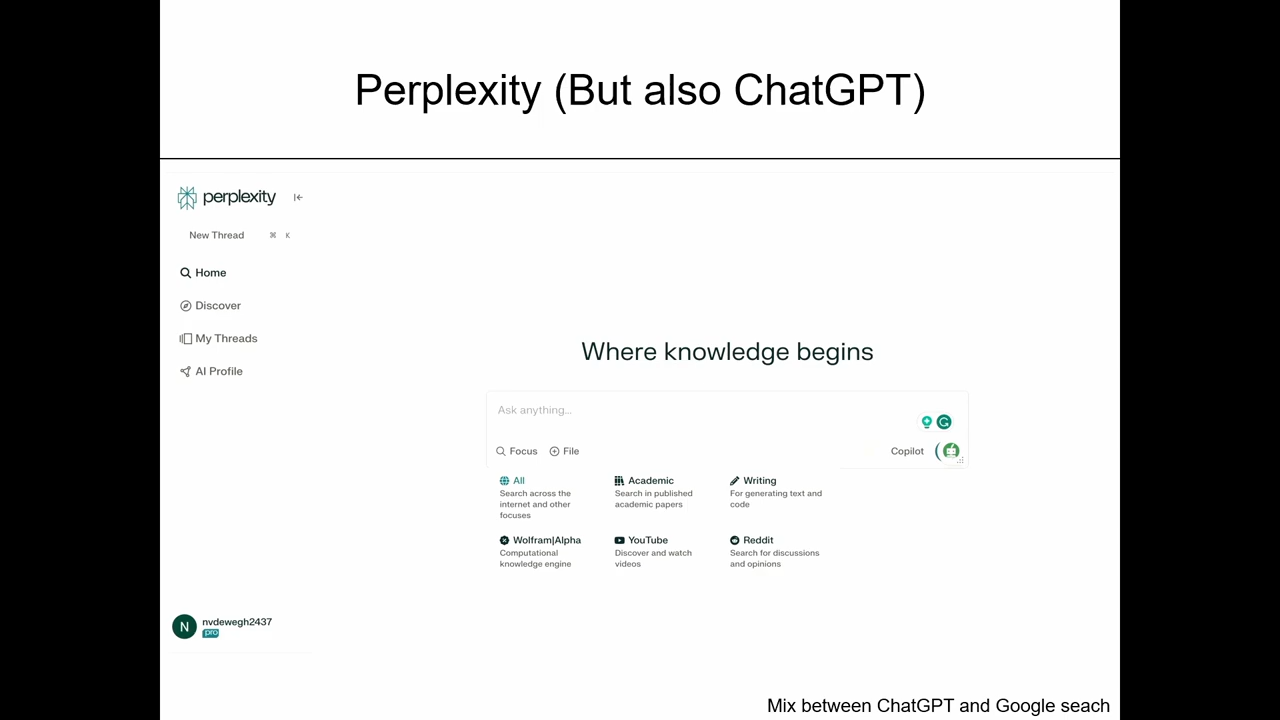 Perplexity (But also ChatGPT)
perplexity
New Thread ⌘ K
Home
Discover
My Threads
AI Profile
Where knowledge begins
Ask anything...
Focus File Copilot
All
Search across the
internet and other
focuses
Academic
Search in published
academic papers
Writing
For generating text and
code
Wolfram|Alpha
Computational
knowledge engine
YouTube
Discover and watch
videos
Reddit
Search for discussions
and opinions
N nvdewegh2437
pro
Mix between ChatGPT and Google seach